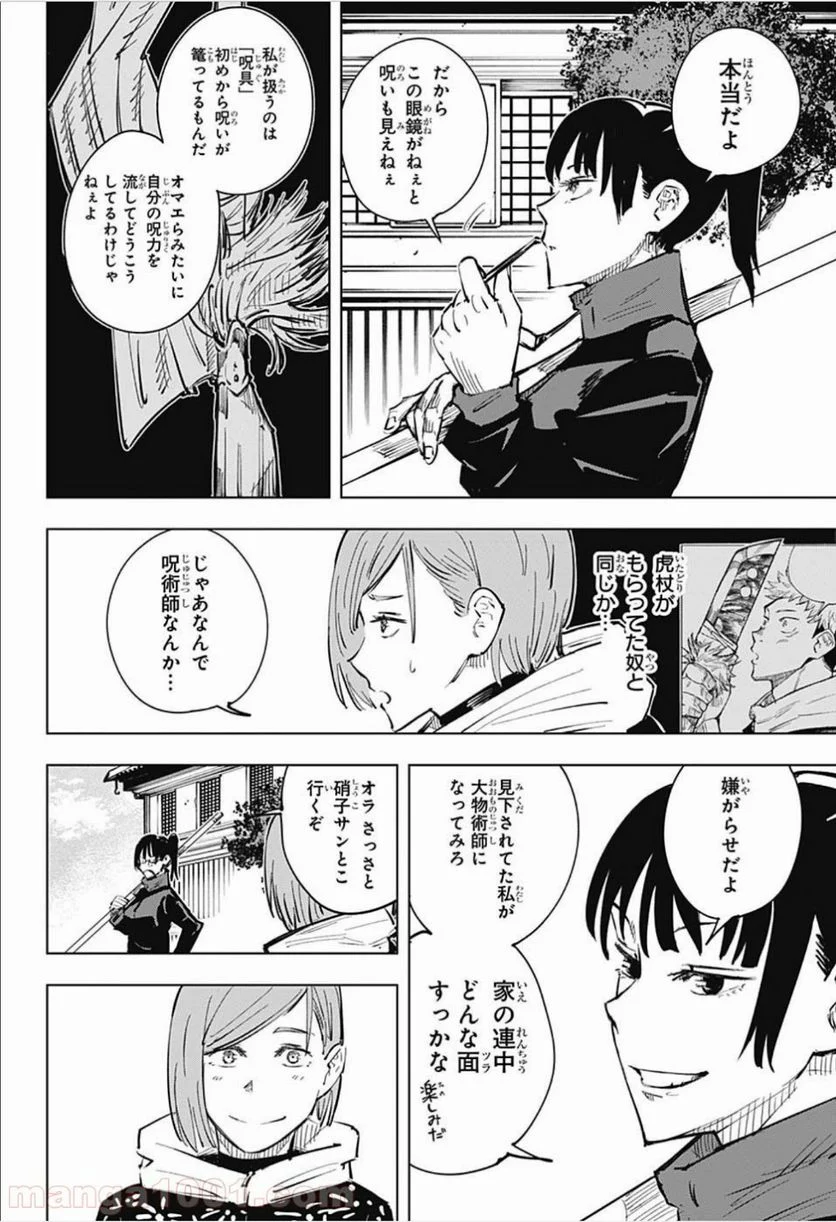 本当だよ
だから
この眼鏡がねぇと
呪いも見えねぇ
私が扱うのは
「呪具」
初めから呪いが
篭ってるもんだ
オマエらみたいに
自分の呪力を
流してどうこう
してるわけじゃ
ねぇよ
虎杖が
もらってた奴と
同じか…
じゃあなんで
呪術師なんか…
嫌がらせだよ
見下されてた私が
大物術師に
なってみろ
家の連中
どんな面
すっかな
楽しみだ
オラ さっさと
硝子サンとこ
行くぞ
manga1001.com